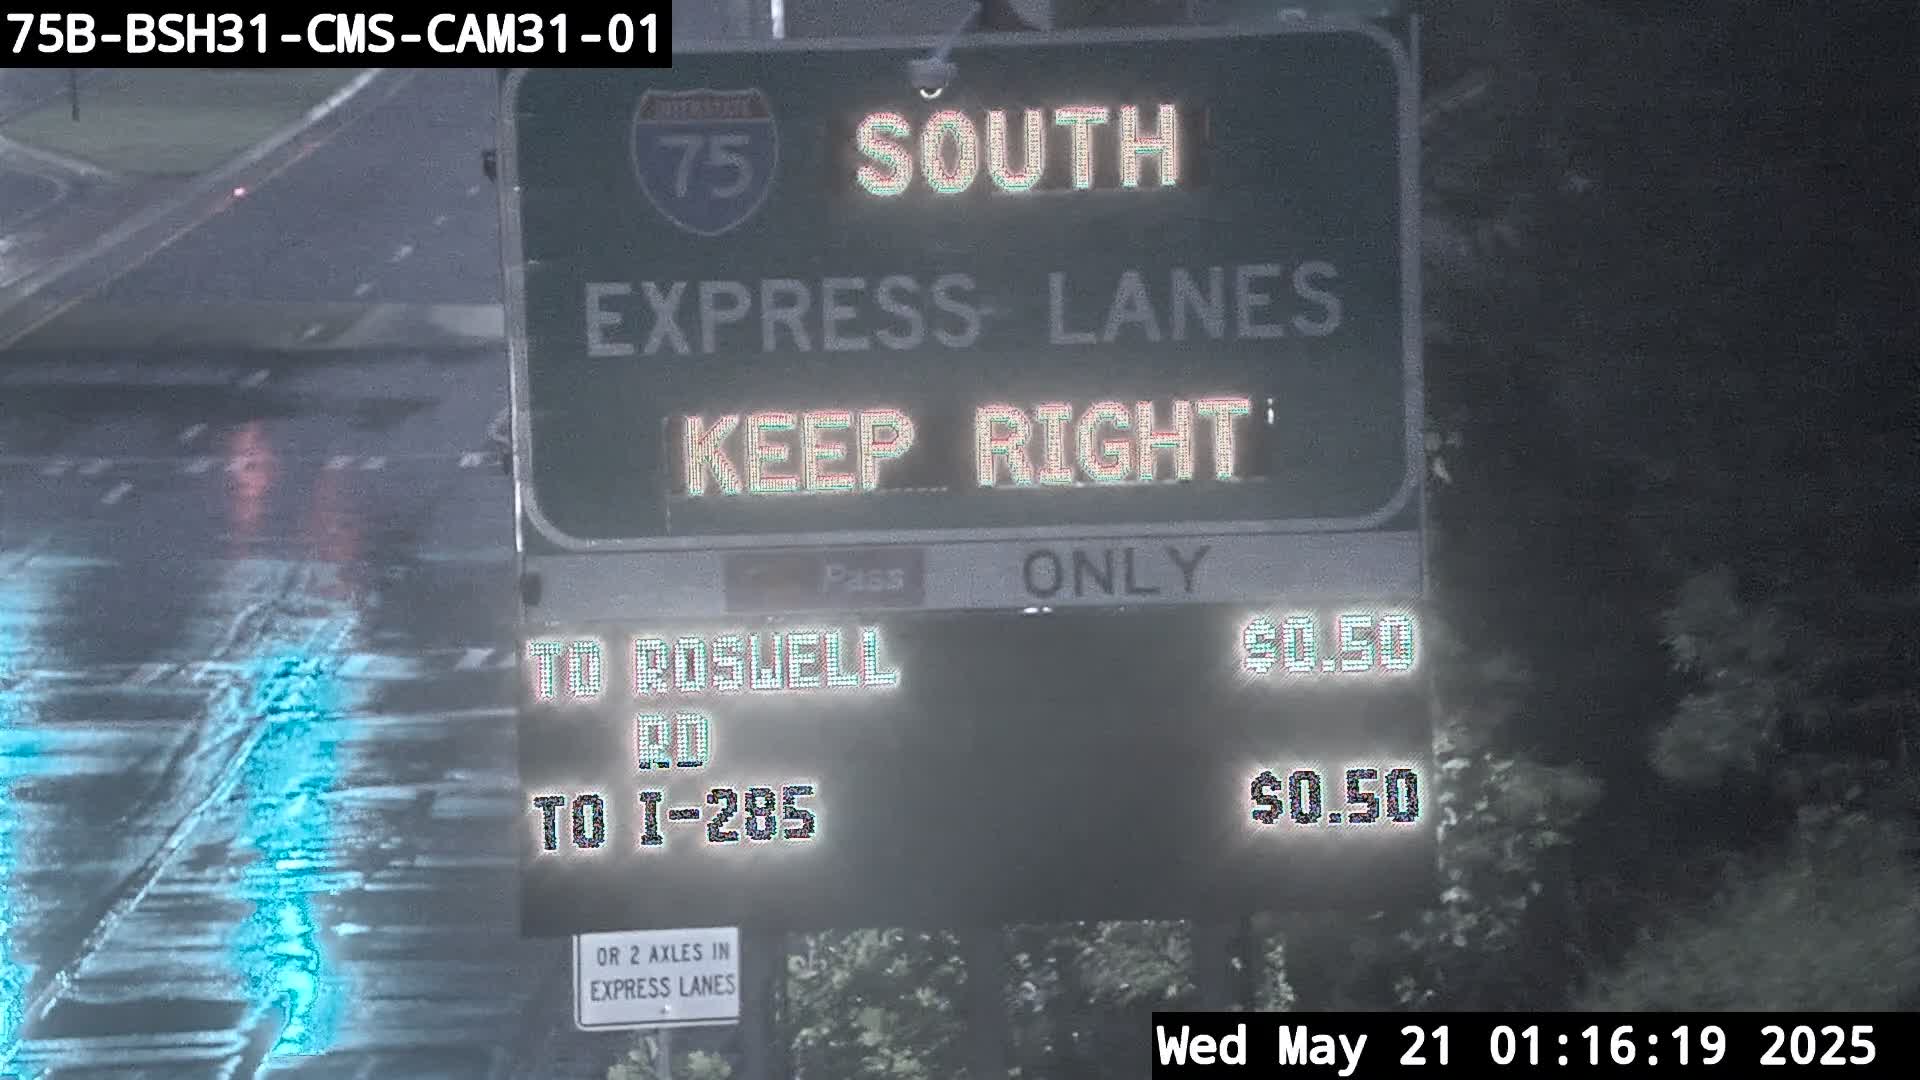 75B-BSH31-CMS-CAM31-01
INTERSTATE
75
SOUTH
EXPRESS LANES
KEEP RIGHT
Pass ONLY
TO ROSWELL $0.50
RD
TO I-285 $0.50
OR 2 AXLES IN
EXPRESS LANES
Wed May 21 01:16:19 2025